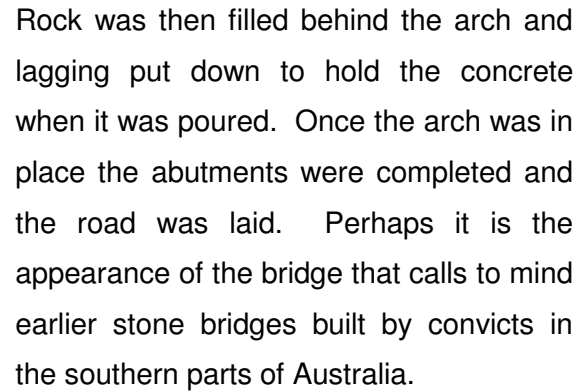 Rock was then filled behind the arch and
lagging put down to hold the concrete
when it was poured. Once the arch was in
place the abutments were completed and
the road was laid. Perhaps it is the
appearance of the bridge that calls to mind
earlier stone bridges built by convicts in
the southern parts of Australia.